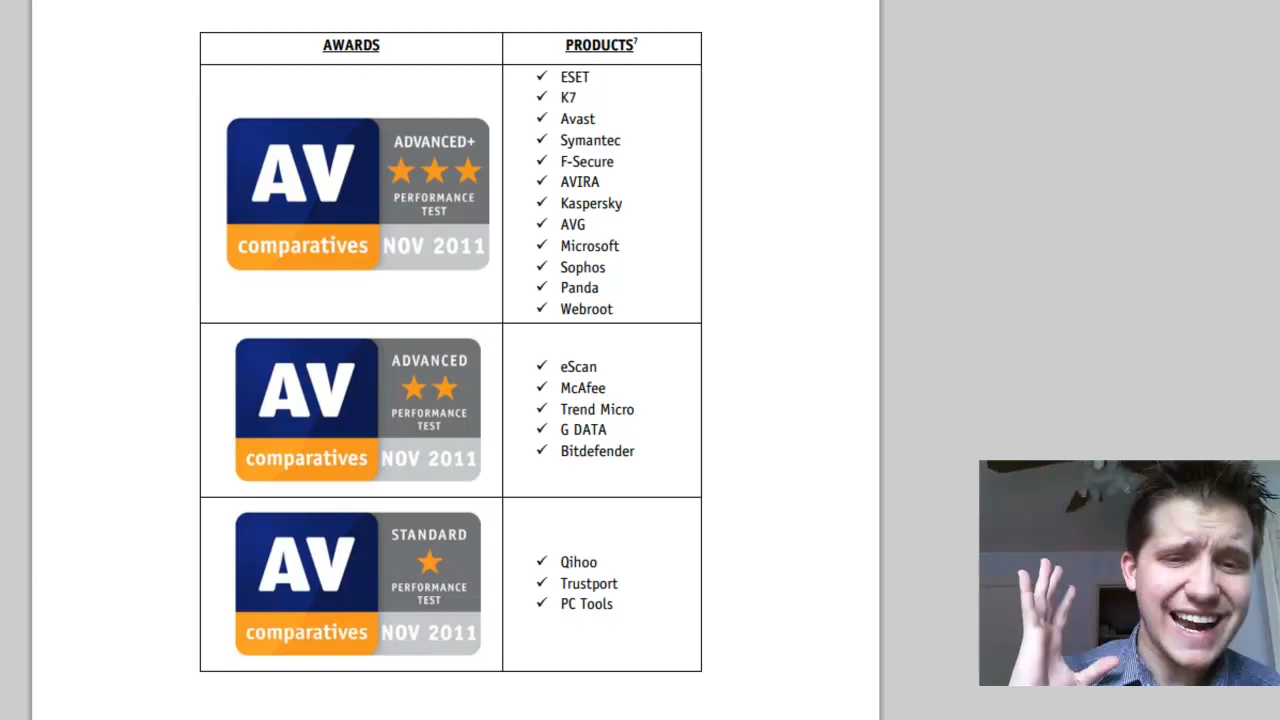 AWARDS
PRODUCTS7
AV
ADVANCED+
PERFORMANCE
TEST
comparatives
NOV 2011
✓ ESET
✓ K7
✓ Avast
✓ Symantec
✓ F-Secure
✓ AVIRA
✓ Kaspersky
✓ AVG
✓ Microsoft
✓ Sophos
✓ Panda
✓ Webroot
AV
ADVANCED
PERFORMANCE
TEST
comparatives
NOV 2011
✓ eScan
✓ McAfee
✓ Trend Micro
✓ G DATA
✓ Bitdefender
AV
STANDARD
PERFORMANCE
TEST
comparatives
NOV 2011
✓ Qihoo
✓ Trustport
✓ PC Tools